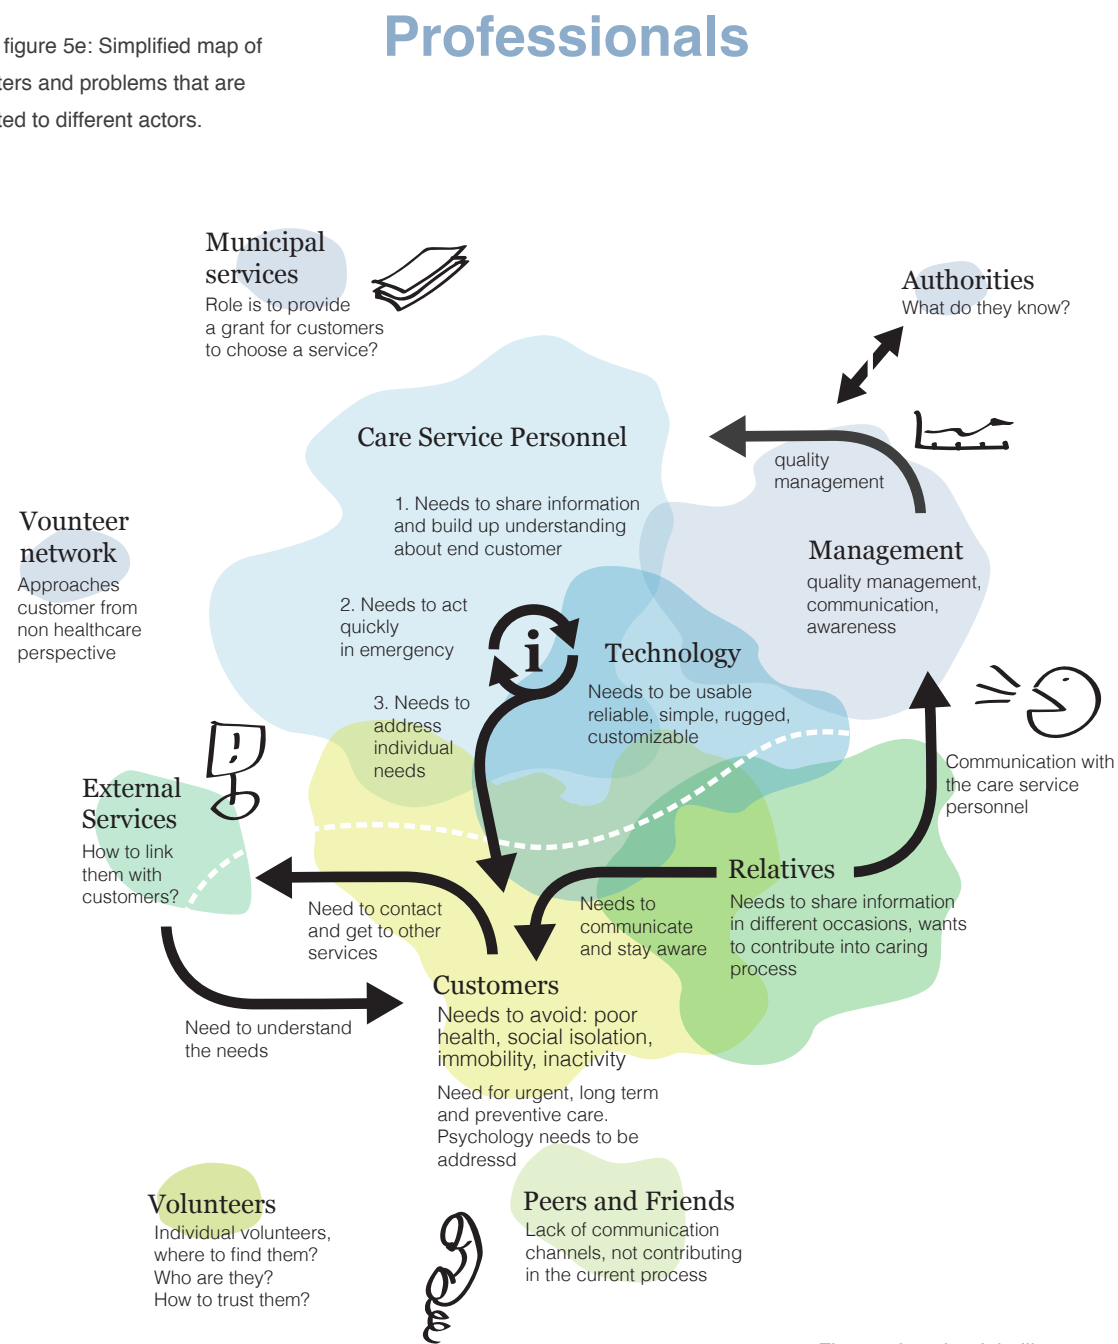 figure 5e: Simplified map of
and problems that are
to different actors.
Professionals
Municipal
services
Role is to provide
a grant for customers
to choose a service?
Authorities
What do they know?
Care Service Personnel
quality
management
1. Needs to share information
and build up understanding
about end customer
Vounteer
network
Approaches
customer from
non healthcare
perspective
Management
quality management,
communication,
awareness
2. Needs to act
quickly
in emergency
i
Technology
Needs to be usable
reliable, simple, rugged,
customizable
3. Needs to
address
individual
needs
!
Communication with
the care service
personnel
External
Services
How to link
them with
customers?
Relatives
Needs to share information
in different occasions, wants
to contribute into caring
process
Need to contact
and get to other
services
Needs to
communicate
and stay aware
Customers
Needs to avoid: poor
health, social isolation,
immobility, inactivity
Need to understand
the needs
Need for urgent, long term
and preventive care.
Psychology needs to be
addressd
Volunteers
Individual volunteers,
where to find them?
Who are they?
How to trust them?
Peers and Friends
Lack of communication
channels, not contributing
in the current process